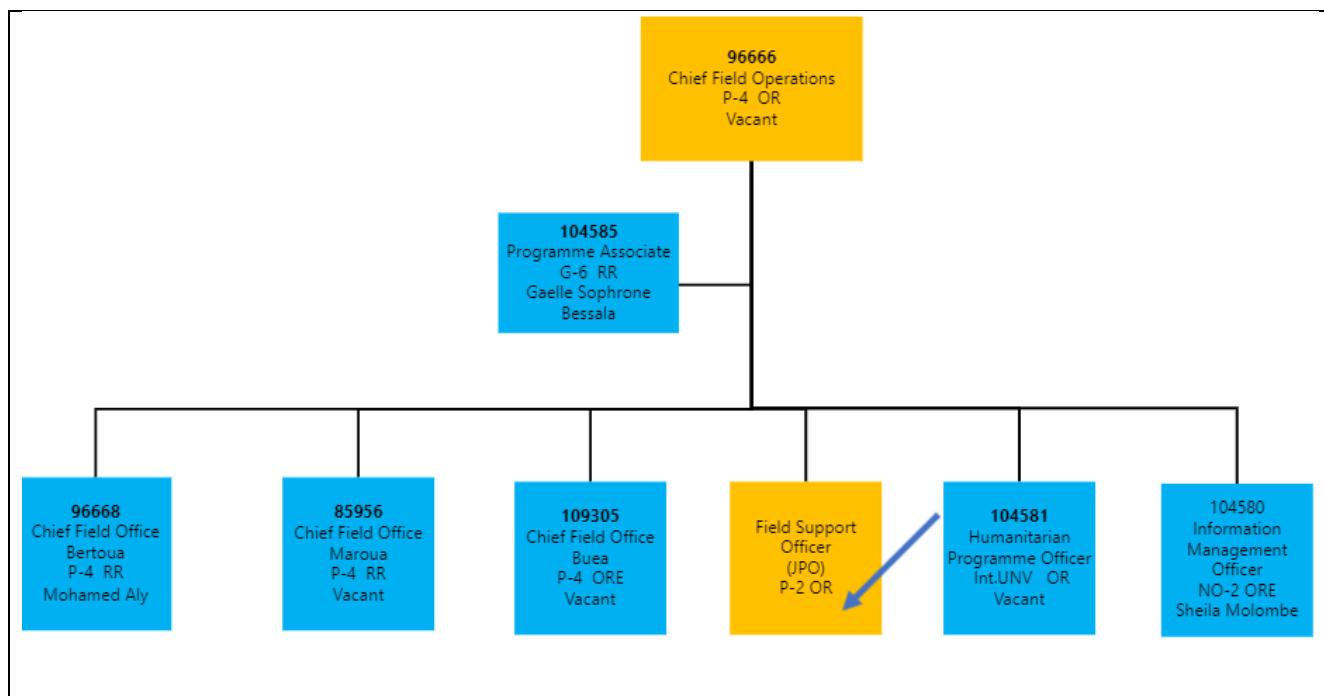 96666
Chief Field Operations
P-4 OR
Vacant
104585
Programme Associate
G-6 RR
Gaelle Sophrone
Bessala
96668
Chief Field Office
Bertoua
P-4 RR
Mohamed Aly
85956
Chief Field Office
Maroua
P-4 RR
Vacant
109305
Chief Field Office
Buea
P-4 ORE
Vacant
Field Support
Officer
(JPO)
P-2 OR
104581
Humanitarian
Programme Officer
Int.UNV OR
Vacant
104580
Information
Management
Officer
NO-2 ORE
Sheila Molombe